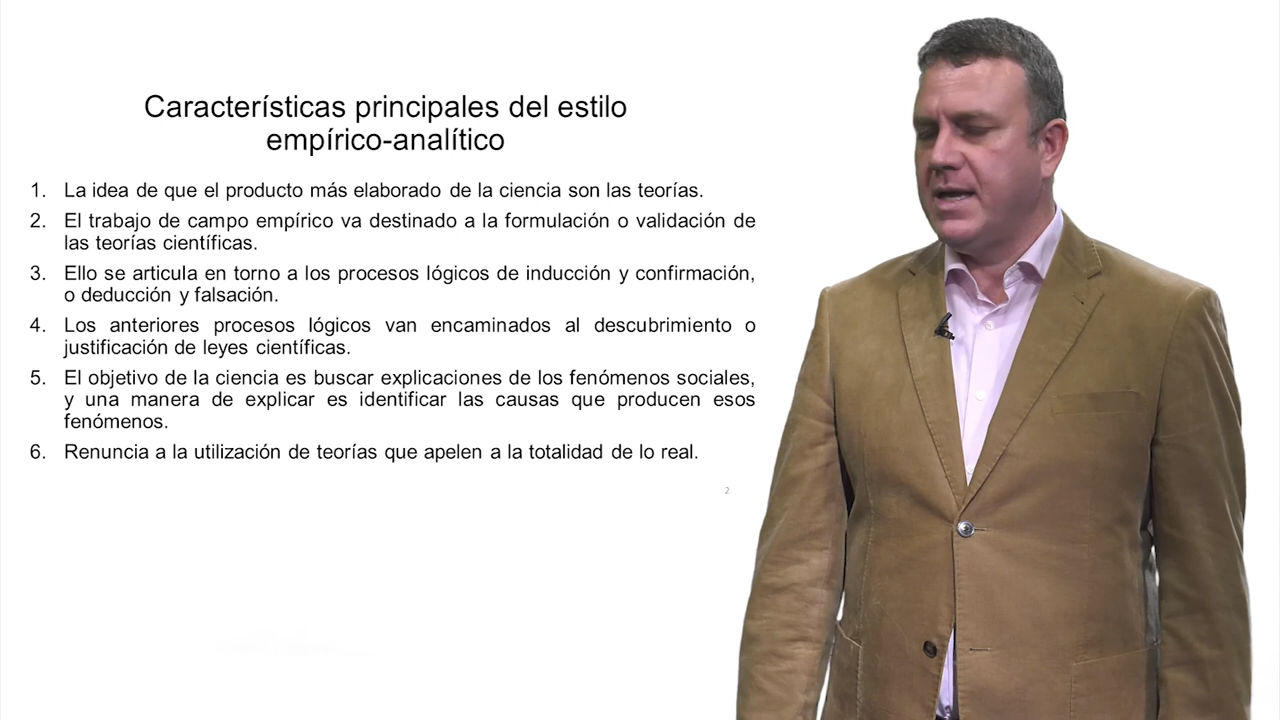 Características principales del estilo
empírico-analítico
1. La idea de que el producto más elaborado de la ciencia son las teorías.
2. El trabajo de campo empírico va destinado a la formulación o validación de
las teorías científicas.
3. Ello se articula en torno a los procesos lógicos de inducción y confirmación,
o deducción y falsación.
4. Los anteriores procesos lógicos van encaminados al descubrimiento o
justificación de leyes científicas.
5. El objetivo de la ciencia es buscar explicaciones de los fenómenos sociales,
y una manera de explicar es identificar las causas que producen esos
fenómenos.
6. Renuncia a la utilización de teorías que apelen a la totalidad de lo real.
2